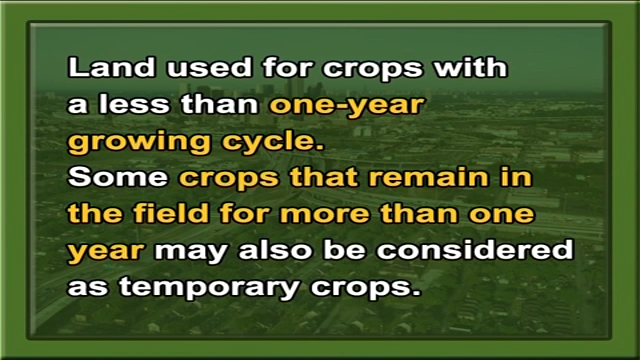 Land used for crops with
a less than one-year
growing cycle.
Some crops that remain in
the field for more than one
year may also be considered
as temporary crops.